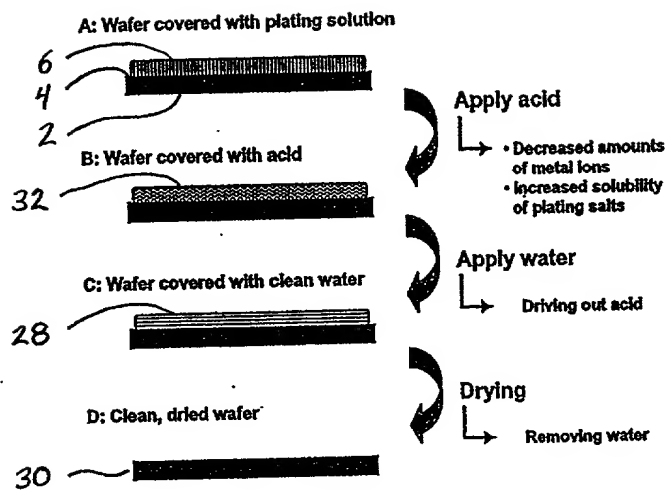 A: Wafer covered with plating solution
6
4
2
Apply acid
• Decreased amounts
of metal ions
• Increased solubility
of plating salts
B: Wafer covered with acid
32
Apply water
Driving out acid
C: Wafer covered with clean water
28
Drying
Removing water
D: Clean, dried wafer
30